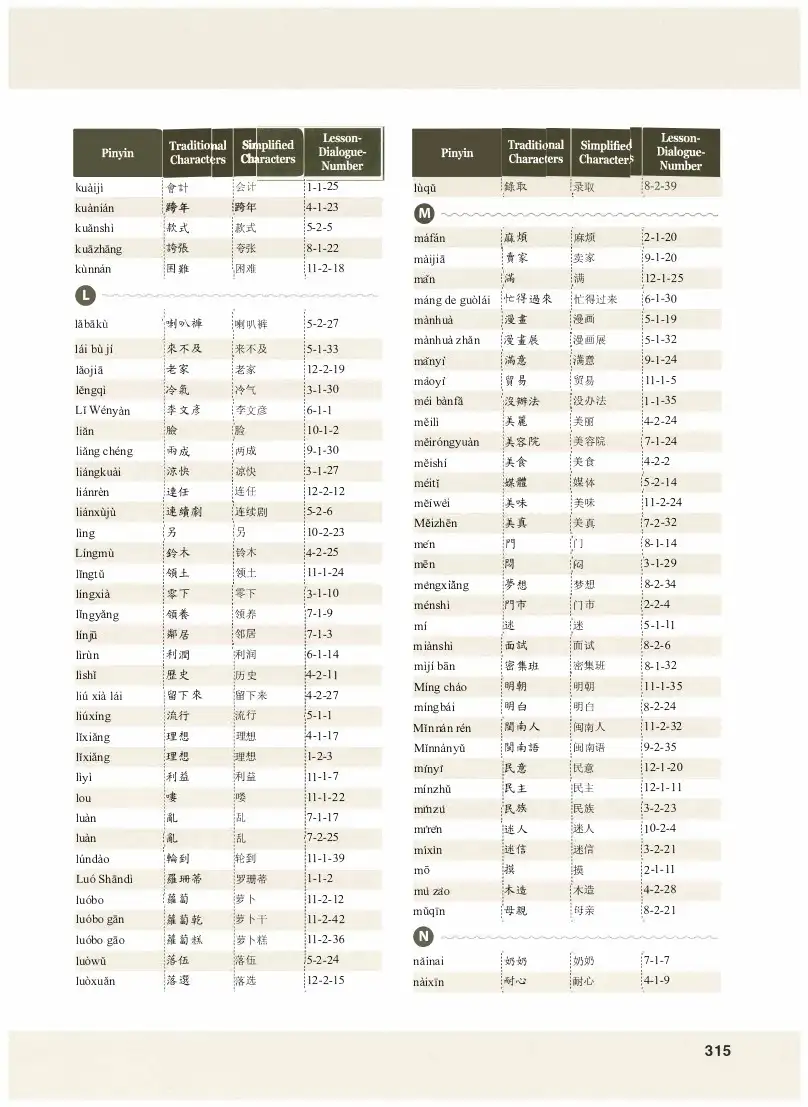 Pinyin Traditional Characters Simplified Characters Lesson-Dialogue-Number
kuàijì 會計 会计 1-1-25
kuànián 跨年 跨年 4-1-23
kuǎnshì 款式 款式 5-2-5
kuāzhāng 誇張 夸张 8-1-22
kùnnán 困難 困难 11-2-18
L
lǎbākù 喇叭褲 喇叭裤 5-2-27
lái bù jí 來不及 来不及 5-1-33
lǎojiā 老家 老家 12-2-19
lěngqì 冷氣 冷气 3-1-30
Lǐ Wényàn 李文彥 李文彦 6-1-1
liǎn 臉 脸 10-1-2
liǎng chéng 兩成 两成 9-1-30
liángkuài 涼快 凉快 3-1-27
liánrèn 連任 连任 12-2-12
liánxùjù 連續劇 连续剧 5-2-6
lìng 另 另 10-2-23
Língmù 鈴木 铃木 4-2-25
lǐngtǔ 領土 领土 11-1-24
língxià 零下 零下 3-1-10
lǐngyǎng 領養 领养 7-1-9
línjū 鄰居 邻居 7-1-3
lìrùn 利潤 利润 6-1-14
lìshǐ 歷史 历史 4-2-11
liú xià lái 留下來 留下来 4-2-27
liúxíng 流行 流行 5-1-1
lǐxiǎng 理想 理想 4-1-17
lǐxiǎng 理想 理想 1-2-3
lìyì 利益 利益 11-1-7
lou 嘍 喽 11-1-22
luàn 亂 乱 7-1-17
luàn 亂 乱 7-2-25
lúndào 輪到 轮到 11-1-39
Luó Shāndì 羅珊蒂 罗珊蒂 1-1-2
luóbo 蘿蔔 萝卜 11-2-12
luóbo gān 蘿蔔乾 萝卜干 11-2-42
luóbo gāo 蘿蔔糕 萝卜糕 11-2-36
luòwǔ 落伍 落伍 5-2-24
luòxuǎn 落選 落选 12-2-15
Pinyin Traditional Characters Simplified Characters Lesson-Dialogue-Number
lùqǔ 錄取 录取 8-2-39
M
máfán 麻煩 麻烦 2-1-20
màijiā 賣家 卖家 9-1-20
mǎn 滿 满 12-1-25
máng de guòlái 忙得過來 忙得过来 6-1-30
mànhuà 漫畫 漫画 5-1-19
mànhuà zhǎn 漫畫展 漫画展 5-1-32
mǎnyì 滿意 满意 9-1-24
màoyì 貿易 贸易 11-1-5
méi bànfǎ 沒辦法 没办法 1-1-35
měilì 美麗 美丽 4-2-24
měiróngyuàn 美容院 美容院 7-1-24
měishí 美食 美食 4-2-2
méitǐ 媒體 媒体 5-2-14
měiwèi 美味 美味 11-2-24
Měizhēn 美真 美真 7-2-32
mén 門 门 8-1-14
mēn 悶 闷 3-1-29
mèngxiǎng 夢想 梦想 8-2-34
ménshì 門市 门市 2-2-4
mí 迷 迷 5-1-11
miànshì 面試 面试 8-2-6
mìjí bān 密集班 密集班 8-1-32
Míng cháo 明朝 明朝 11-1-35
míngbái 明白 明白 8-2-24
Mǐnnán rén 閩南人 闽南人 11-2-32
Mǐnnányǔ 閩南語 闽南语 9-2-35
mínyì 民意 民意 12-1-20
mínzhǔ 民主 民主 12-1-11
mínzú 民族 民族 3-2-23
mírén 迷人 迷人 10-2-4
míxìn 迷信 迷信 3-2-21
mō 摸 摸 2-1-11
mù zào 木造 木造 4-2-28
mǔqīn 母親 母亲 8-2-21
N
nǎinai 奶奶 奶奶 7-1-7
nàixīn 耐心 耐心 4-1-9
315